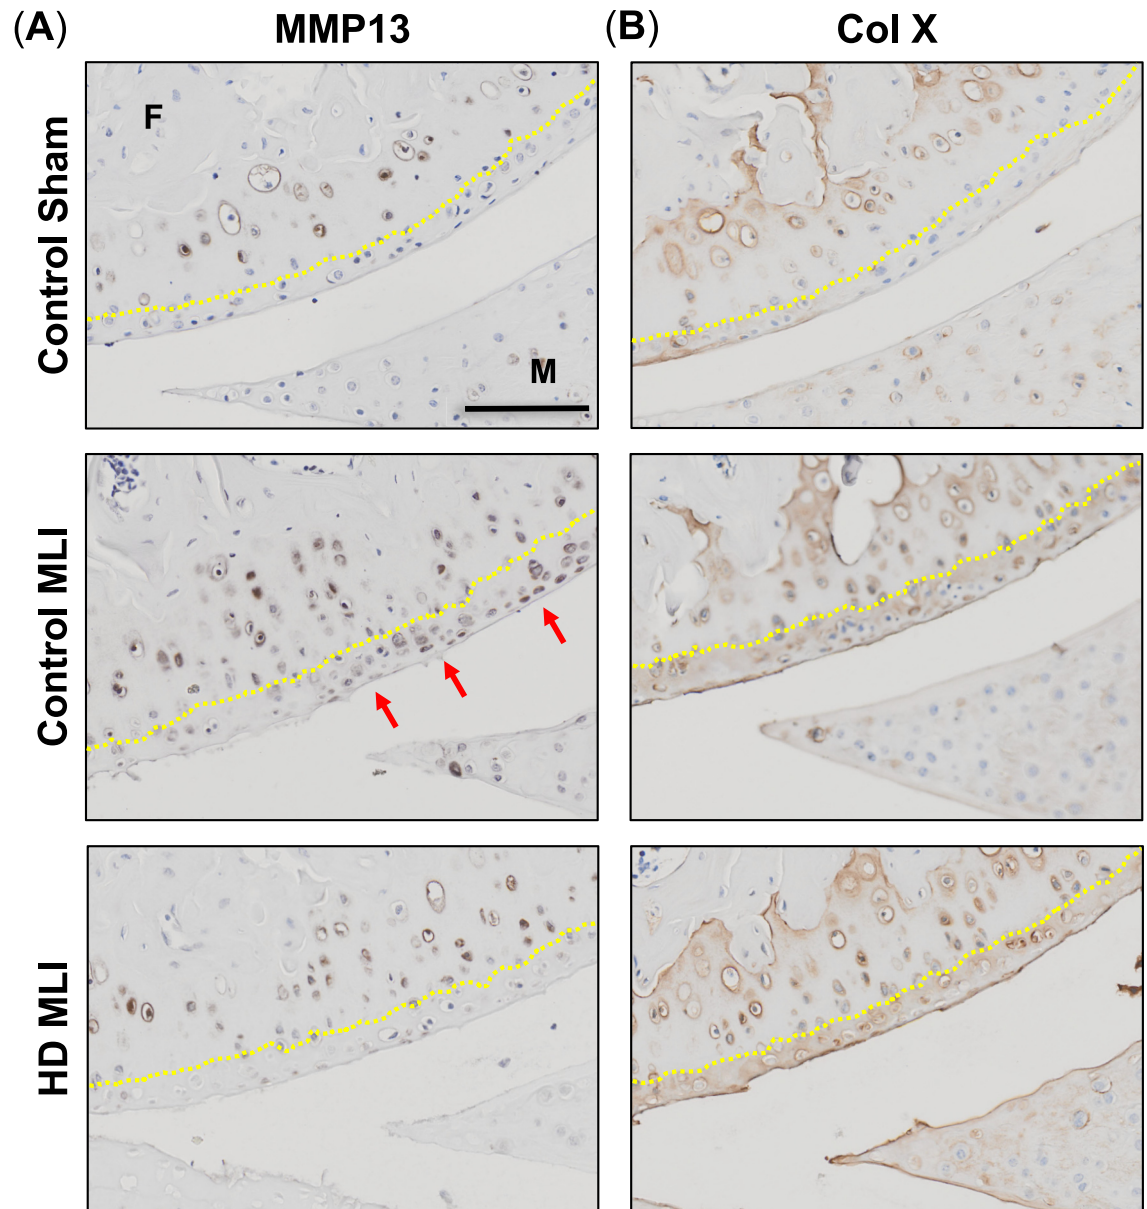 (A) MMP13 (B) Col X
Control Sham
F
M
Control MLI
HD MLI